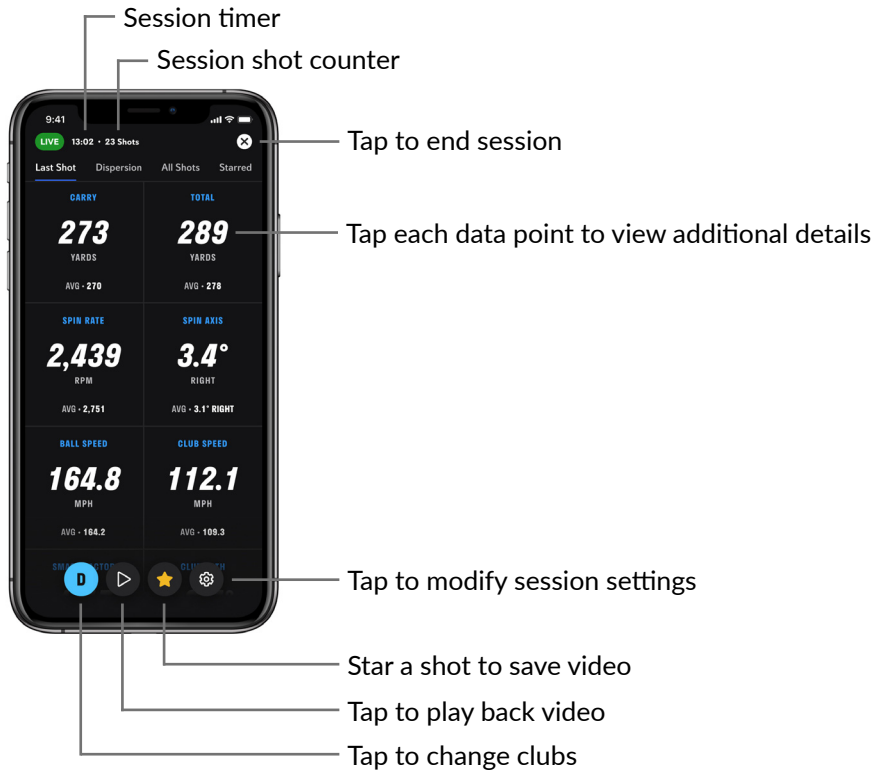 Session timer
Session shot counter
9:41
LIVE 13:02 • 23 Shots
Tap to end session
Last Shot Dispersion All Shots Starred
CARRY TOTAL
273 289
Tap each data point to view additional details
YARDS YARDS
AVG • 270 AVG • 278
SPIN RATE SPIN AXIS
2,439 3.4°
RPM RIGHT
AVG • 2,751 AVG • 3.1° RIGHT
BALL SPEED CLUB SPEED
164.8 112.1
MPH MPH
AVG • 164.2 AVG • 109.3
D
Tap to modify session settings
Star a shot to save video
Tap to play back video
Tap to change clubs